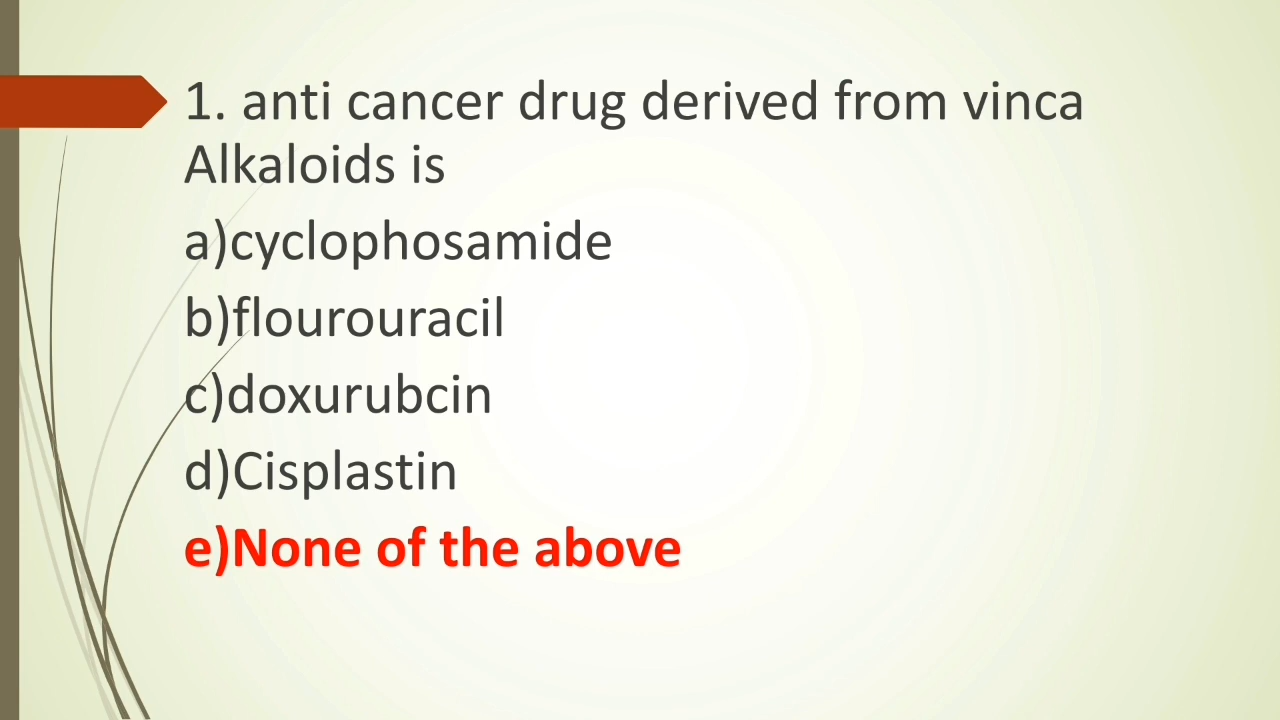 1. anti cancer drug derived from vinca
Alkaloids is
a)cyclophosamide
b)flourouracil
c)doxurubcin
d)Cisplastin
e)None of the above